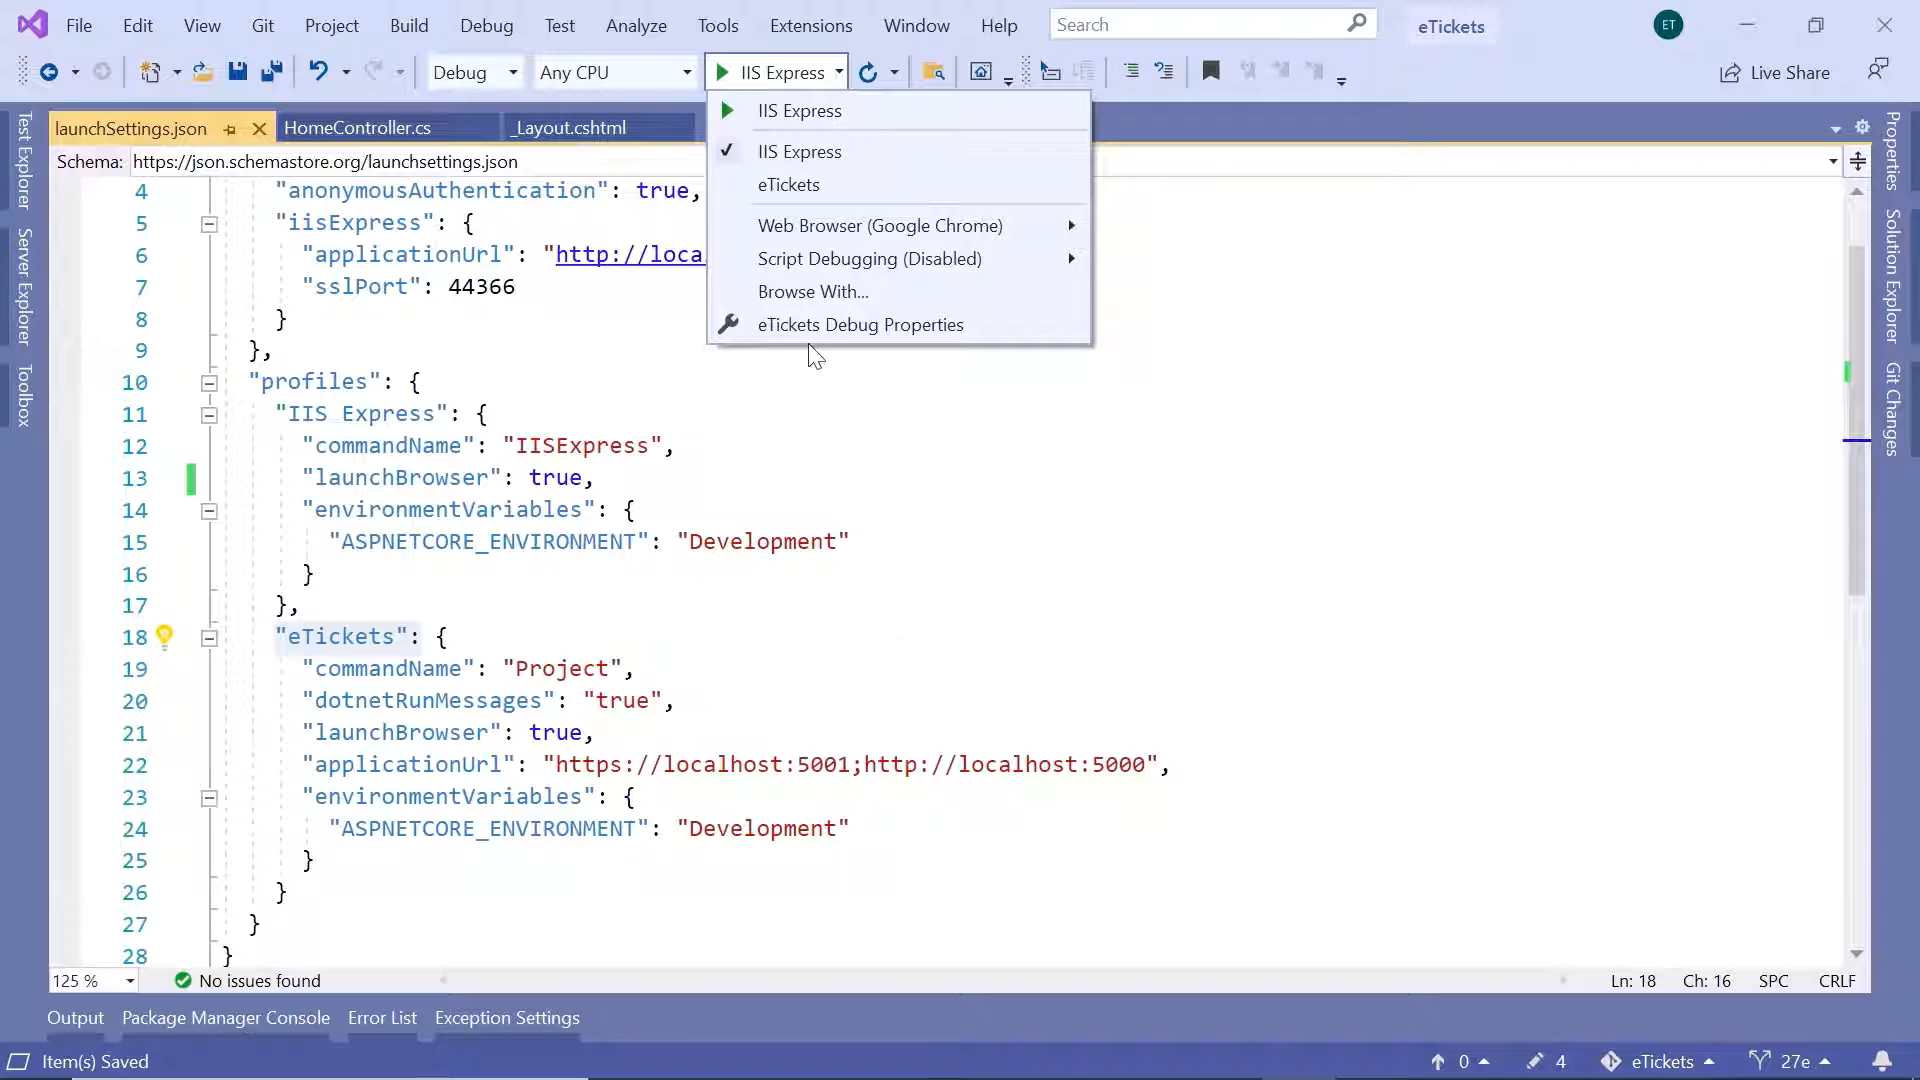 File Edit View Git Project Build Debug Test Analyze Tools Extensions Window Help Search eTickets ET
Debug Any CPU IIS Express Live Share
launchSettings.json HomeController.cs _Layout.cshtml
Schema: https://json.schemastore.org/launchsettings.json
IIS Express
IIS Express
eTickets
Web Browser (Google Chrome)
Script Debugging (Disabled)
Browse With...
eTickets Debug Properties
4 "anonymousAuthentication": true,
5 "iisExpress": {
6 "applicationUrl": "http://loca
7 "sslPort": 44366
8 }
9 },
10 "profiles": {
11 "IIS Express": {
12 "commandName": "IISExpress",
13 "launchBrowser": true,
14 "environmentVariables": {
15 "ASPNETCORE_ENVIRONMENT": "Development"
16 }
17 },
18 "eTickets": {
19 "commandName": "Project",
20 "dotnetRunMessages": "true",
21 "launchBrowser": true,
22 "applicationUrl": "https://localhost:5001;http://localhost:5000",
23 "environmentVariables": {
24 "ASPNETCORE_ENVIRONMENT": "Development"
25 }
26 }
27 }
28 }
Test Explorer
Server Explorer
Toolbox
Properties
Solution Explorer
Git Changes
125 % No issues found Ln: 18 Ch: 16 SPC CRLF
Output Package Manager Console Error List Exception Settings
Item(s) Saved 0 4 eTickets 27e